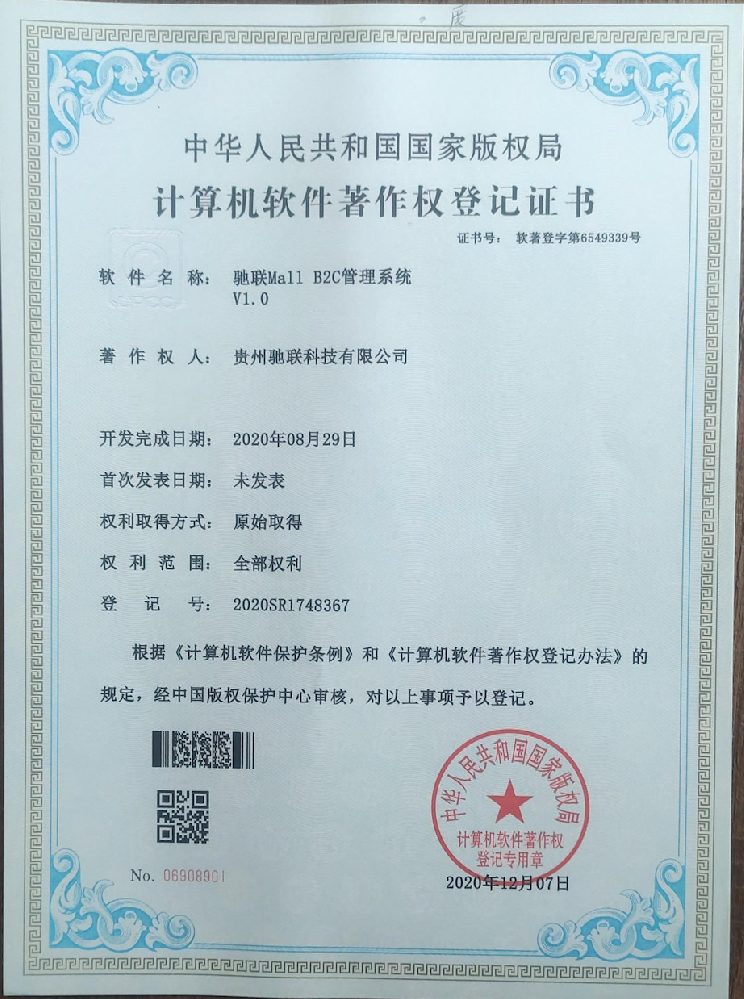 中华人民共和国国家版权局
计算机软件著作权登记证书
证书号： 软著登字第6549339号
软件名称： 驰联Mall B2C管理系统
V1.0
著作权人： 贵州驰联科技有限公司
开发完成日期： 2020年08月29日
首次发表日期： 未发表
权利取得方式： 原始取得
权利范围： 全部权利
登记号： 2020SR1748367
根据《计算机软件保护条例》和《计算机软件著作权登记办法》的
规定，经中国版权保护中心审核，对以上事项予以登记。
中华人民共和国国家版权局
计算机软件著作权
登记专用章
No. 06908901
2020年12月07日